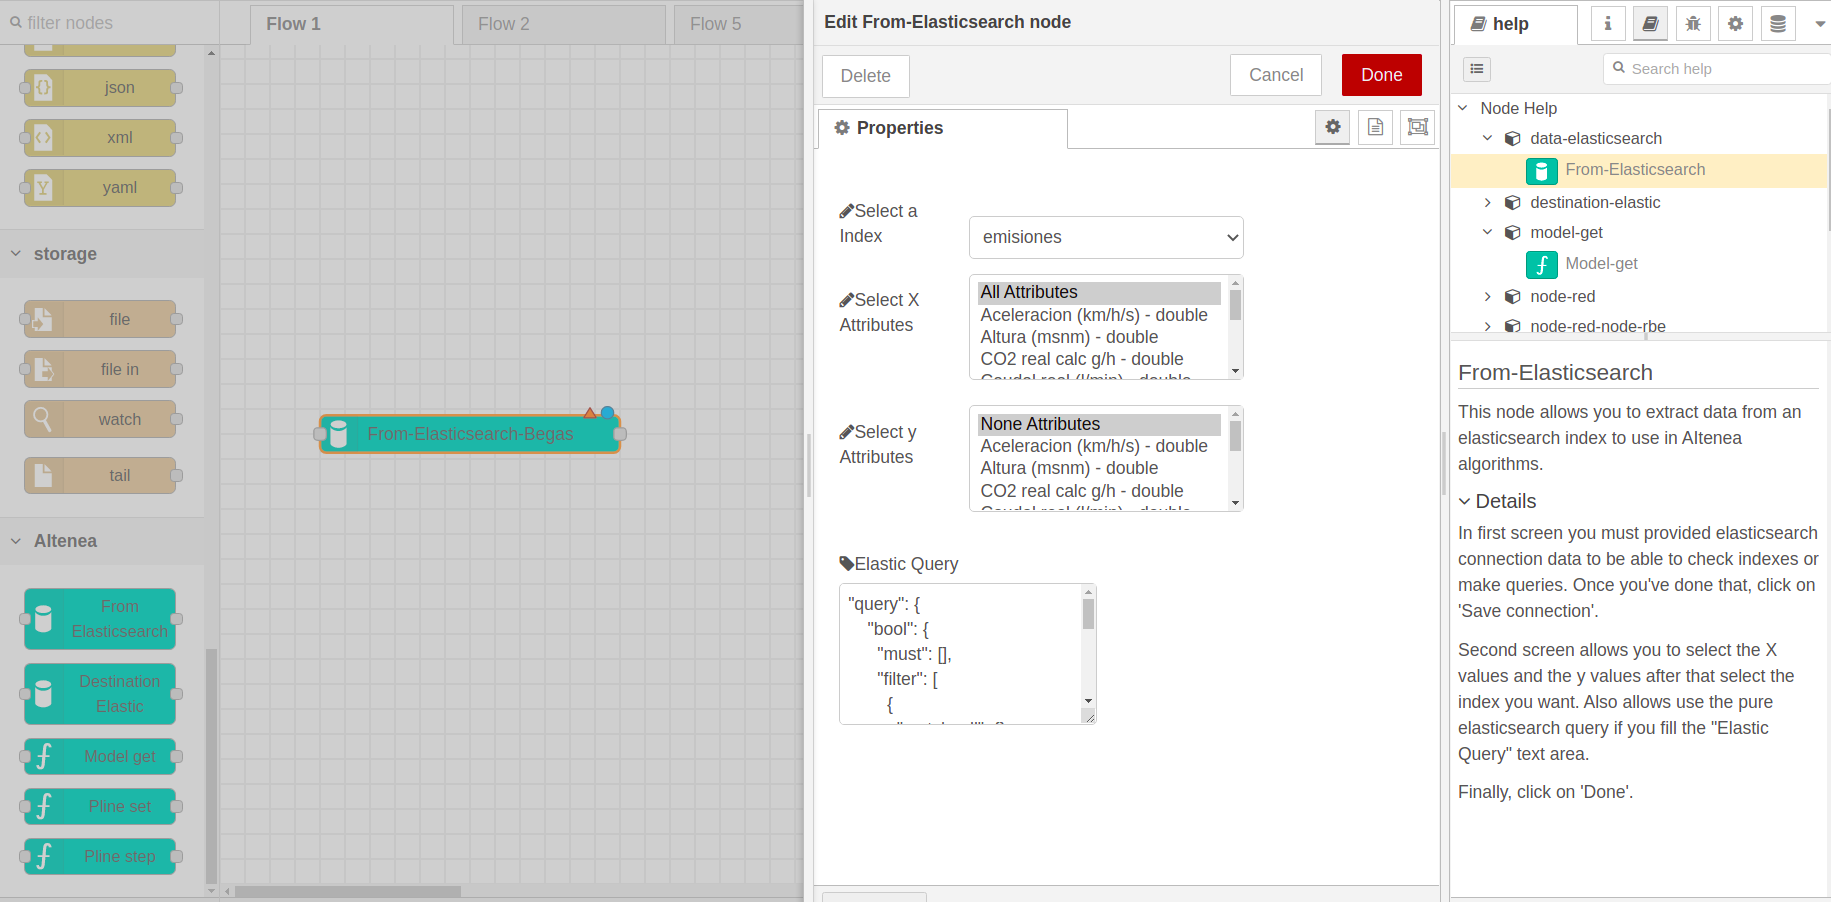 filter nodes
json
xml
yaml
storage
file
file in
watch
tail
Altenea
From
Elasticsearch
Destination
Elastic
Model get
Pline set
Pline step
Flow 1
Flow 2
Flow 5
From-Elasticsearch-Begas
Edit From-Elasticsearch node
Delete
Cancel
Done
Properties
Select a
Index
emisiones
Select X
Attributes
All Attributes
Aceleracion (km/h/s) - double
Altura (msnm) - double
CO2 real calc g/h - double
Caudal real (l/min) - double
Select y
Attributes
None Attributes
Aceleracion (km/h/s) - double
Altura (msnm) - double
CO2 real calc g/h - double
Caudal real (l/min) - double
Elastic Query
"query": {
"bool": {
"must": [],
"filter": [
{
help
Search help
Node Help
data-elasticsearch
From-Elasticsearch
destination-elastic
model-get
Model-get
node-red
node-red-node-rbe
From-Elasticsearch
This node allows you to extract data from an
elasticsearch index to use in Altenea
algorithms.
Details
In first screen you must provided elasticsearch
connection data to be able to check indexes or
make queries. Once you've done that, click on
'Save connection'.
Second screen allows you to select the X
values and the y values after that select the
index you want. Also allows use the pure
elasticsearch query if you fill the "Elastic
Query" text area.
Finally, click on 'Done'.